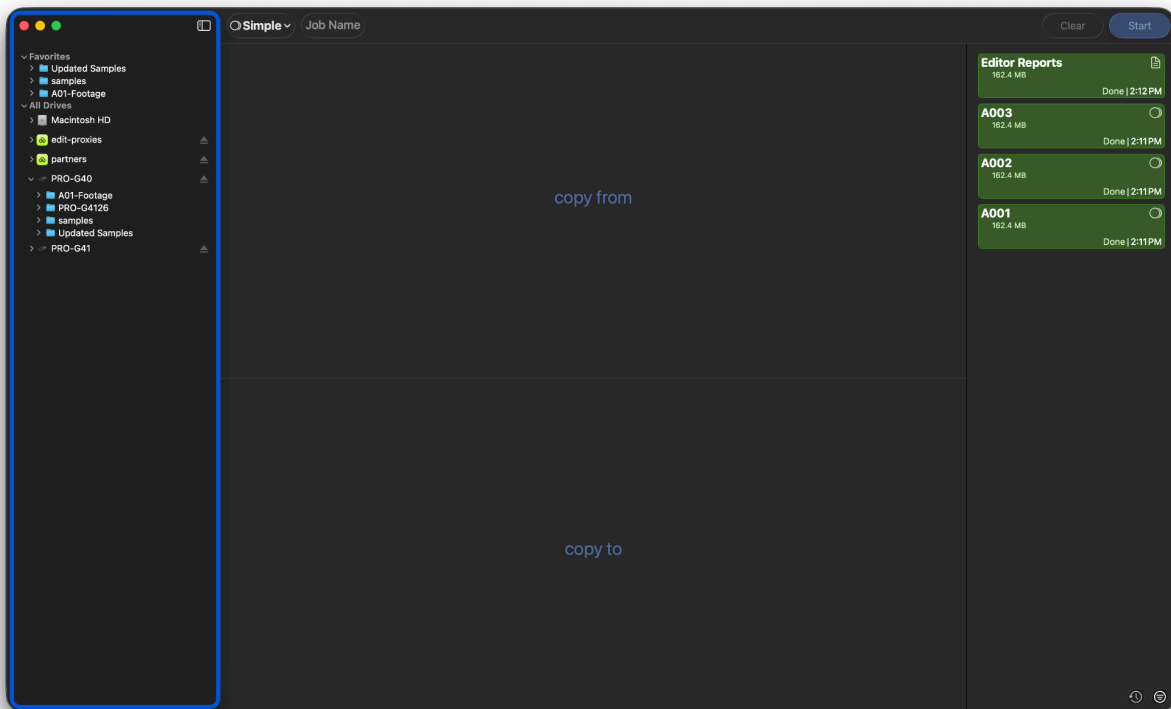 Simple
Job Name
Clear
Start
Favorites
Updated Samples
samples
A01-Footage
All Drives
Macintosh HD
edit-proxies
partners
PRO-G40
A01-Footage
PRO-G4126
samples
Updated Samples
PRO-G41
copy from
copy to
Editor Reports
162.4 MB
Done | 2:12 PM
A003
162.4 MB
Done | 2:11 PM
A002
162.4 MB
Done | 2:11 PM
A001
162.4 MB
Done | 2:11 PM